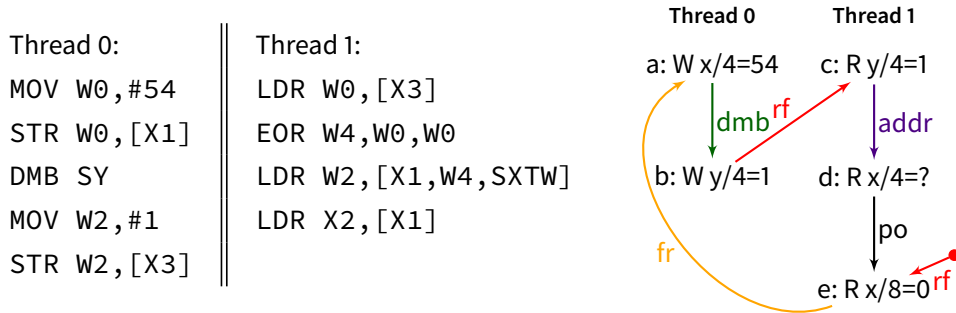 Thread 0:
MOV W0,#54
STR W0,[X1]
DMB SY
MOV W2,#1
STR W2,[X3]
Thread 1:
LDR W0,[X3]
EOR W4,W0,W0
LDR W2,[X1,W4,SXTW]
LDR X2,[X1]
Thread 0
Thread 1
a: W x/4=54
c: R y/4=1
dmb
rf
addr
b: W y/4=1
d: R x/4=?
po
fr
e: R x/8=0
rf